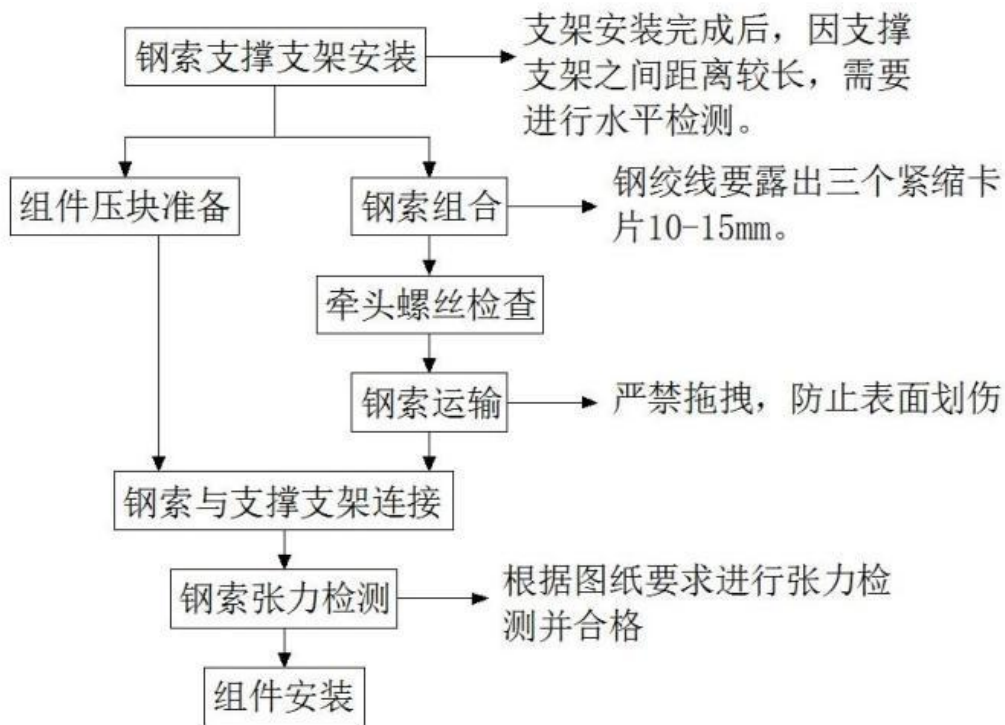 钢索支撑支架安装
支架安装完成后，因支撑
支架之间距离较长，需要
进行水平检测。
组件压块准备
钢索组合
钢绞线要露出三个紧缩卡
片10-15mm。
牵头螺丝检查
钢索运输
严禁拖拽，防止表面划伤
钢索与支撑支架连接
钢索张力检测
根据图纸要求进行张力检
测并合格
组件安装